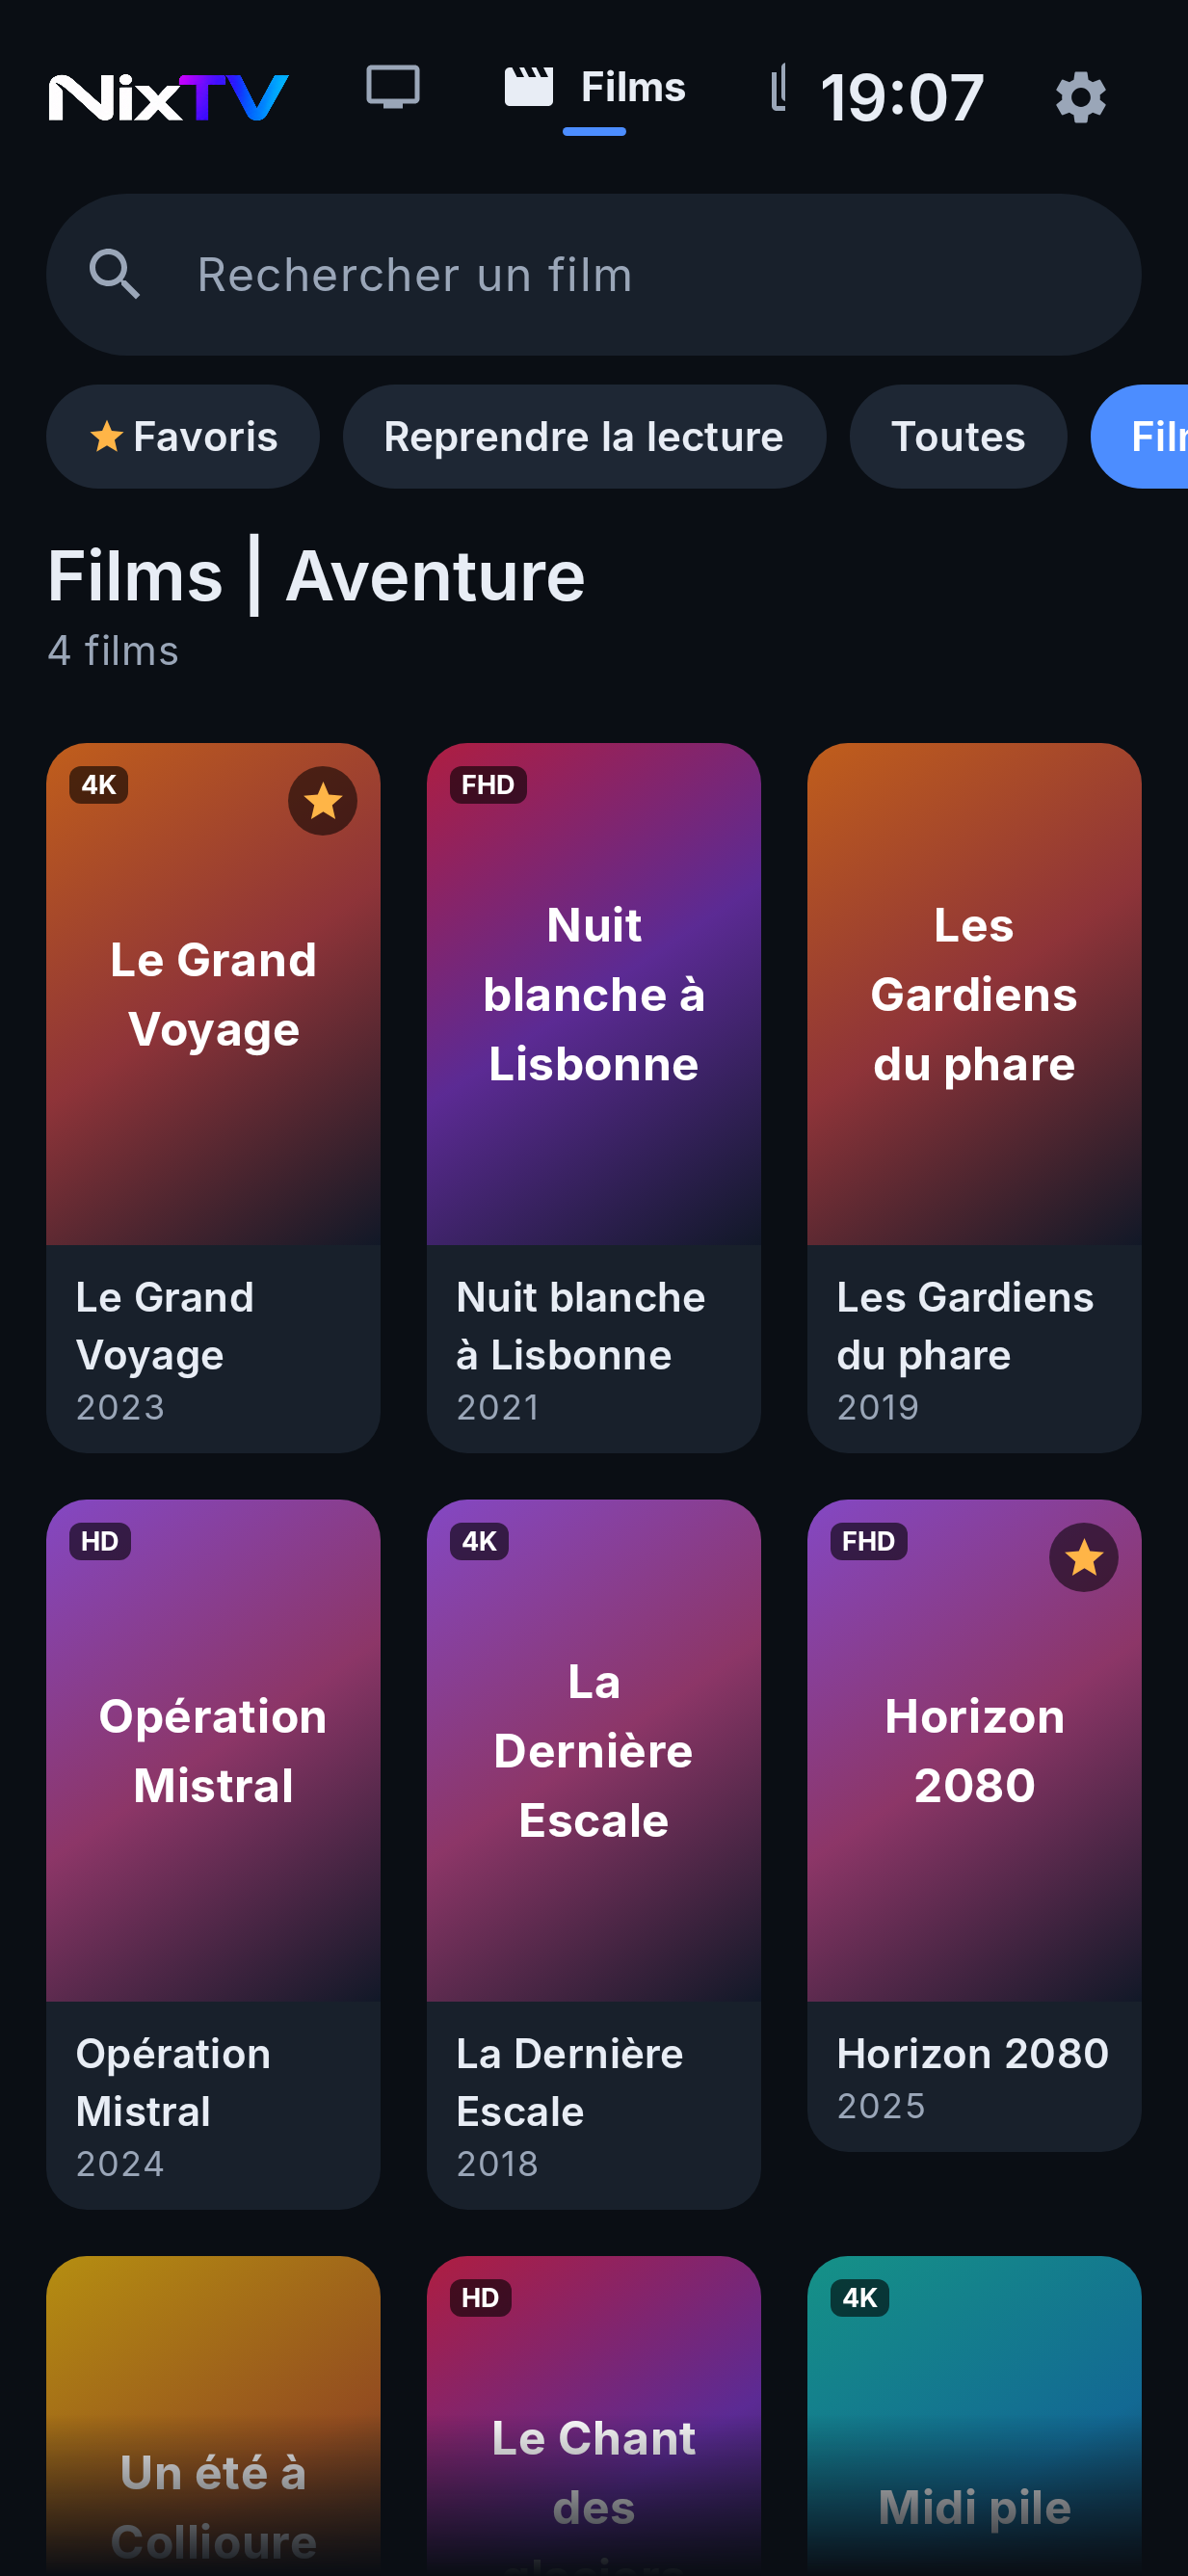 NixTV
Films
19:07
Rechercher un film
Favoris
Reprendre la lecture
Toutes
Films | Aventure
4 films
4K
FHD
Le Grand
Voyage
Nuit
blanche à
Lisbonne
Les
Gardiens
du phare
Le Grand
Voyage
2023
Nuit blanche
à Lisbonne
2021
Les Gardiens
du phare
2019
HD
4K
FHD
Opération
Mistral
La
Dernière
Escale
Horizon
2080
Opération
Mistral
2024
La Dernière
Escale
2018
Horizon 2080
2025
HD
4K
Un été à
Collioure
Le Chant
des
Midi pile